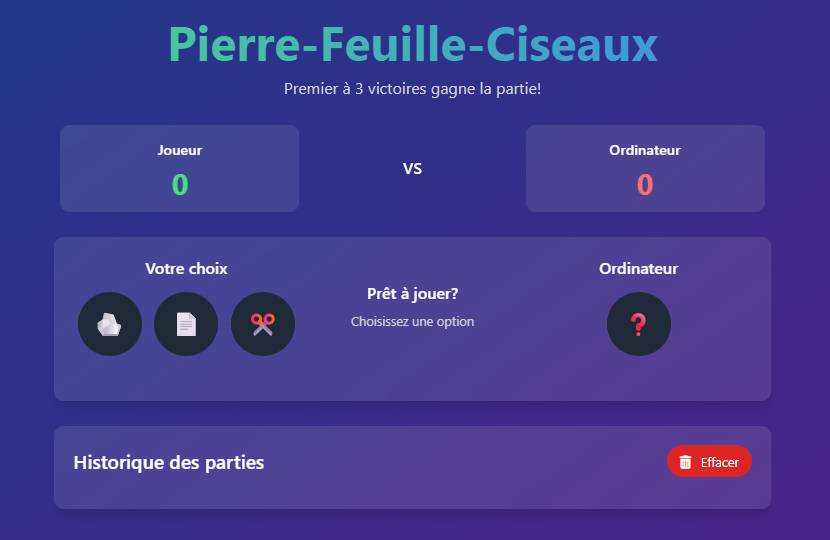 Pierre-Feuille-Ciseaux
Premier à 3 victoires gagne la partie!
Joueur
0
VS
Ordinateur
0
Votre choix
Prêt à jouer?
Choisissez une option
Ordinateur
❓
Historique des parties
Effacer